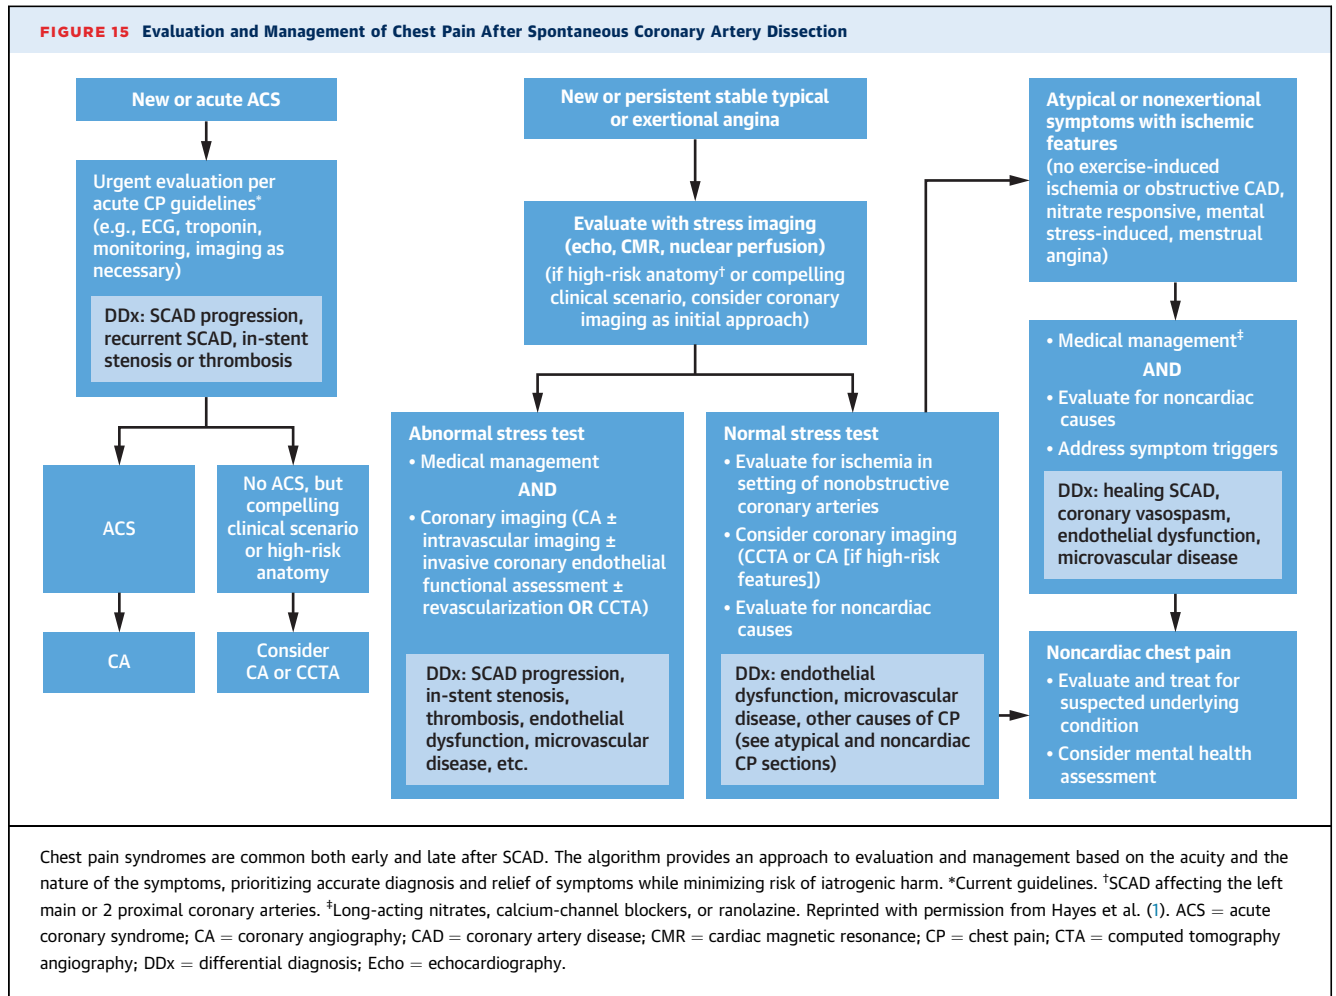 FIGURE 15 Evaluation and Management of Chest Pain After Spontaneous Coronary Artery Dissection
New or acute ACS
Urgent evaluation per
acute CP guidelines*
(e.g., ECG, troponin,
monitoring, imaging as
necessary)
DDx: SCAD progression,
recurrent SCAD, in-stent
stenosis or thrombosis
ACS
CA
No ACS, but
compelling
clinical scenario
or high-risk
anatomy
Consider
CA or CCTA
New or persistent stable typical
or exertional angina
Evaluate with stress imaging
(echo, CMR, nuclear perfusion)
(if high-risk anatomy† or compelling
clinical scenario, consider coronary
imaging as initial approach)
Abnormal stress test
• Medical management
AND
• Coronary imaging (CA ±
intravascular imaging ±
invasive coronary endothelial
functional assessment ±
revascularization OR CCTA)
DDx: SCAD progression,
in-stent stenosis,
thrombosis, endothelial
dysfunction, microvascular
disease, etc.
Normal stress test
• Evaluate for ischemia in
setting of nonobstructive
coronary arteries
• Consider coronary imaging
(CCTA or CA [if high-risk
features])
• Evaluate for noncardiac
causes
DDx: endothelial
dysfunction, microvascular
disease, other causes of CP
(see atypical and noncardiac
CP sections)
Atypical or nonexertional
symptoms with ischemic
features
(no exercise-induced
ischemia or obstructive CAD,
nitrate responsive, mental
stress-induced, menstrual
angina)
• Medical management‡
AND
• Evaluate for noncardiac
causes
• Address symptom triggers
DDx: healing SCAD,
coronary vasospasm,
endothelial dysfunction,
microvascular disease
Noncardiac chest pain
• Evaluate and treat for
suspected underlying
condition
• Consider mental health
assessment
Chest pain syndromes are common both early and late after SCAD. The algorithm provides an approach to evaluation and management based on the acuity and the
nature of the symptoms, prioritizing accurate diagnosis and relief of symptoms while minimizing risk of iatrogenic harm. *Current guidelines. †SCAD affecting the left
main or 2 proximal coronary arteries. ‡Long-acting nitrates, calcium-channel blockers, or ranolazine. Reprinted with permission from Hayes et al. (1). ACS = acute
coronary syndrome; CA = coronary angiography; CAD = coronary artery disease; CMR = cardiac magnetic resonance; CP = chest pain; CTA = computed tomography
angiography; DDx = differential diagnosis; Echo = echocardiography.